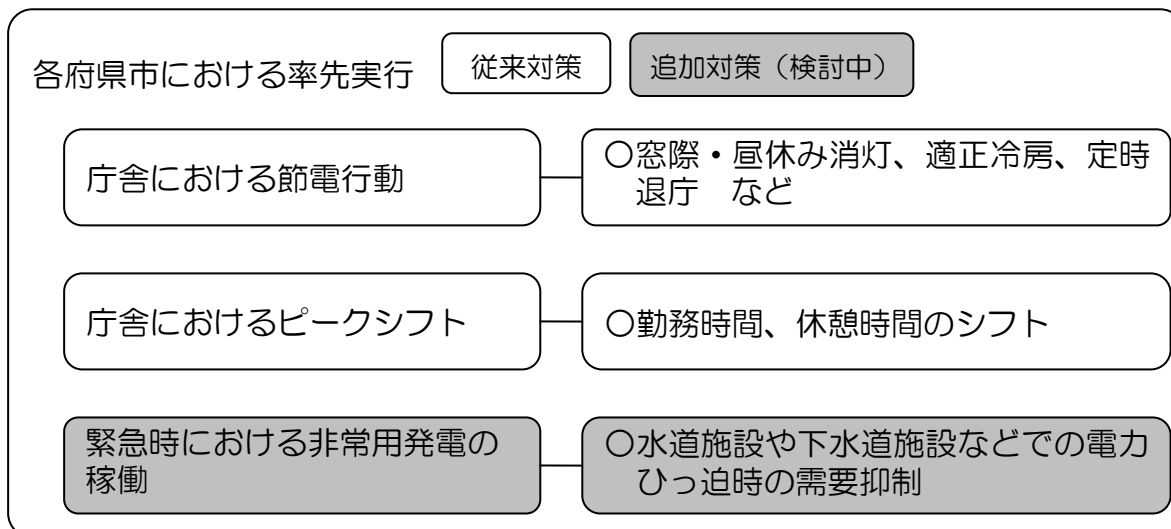 各府県市における率先実行 従来対策 追加対策（検討中）
庁舎における節電行動
○窓際・昼休み消灯、適正冷房、定時
退庁　など
庁舎におけるピークシフト
○勤務時間、休憩時間のシフト
緊急時における非常用発電の
稼働
○水道施設や下水道施設などでの電力
ひっ迫時の需要抑制